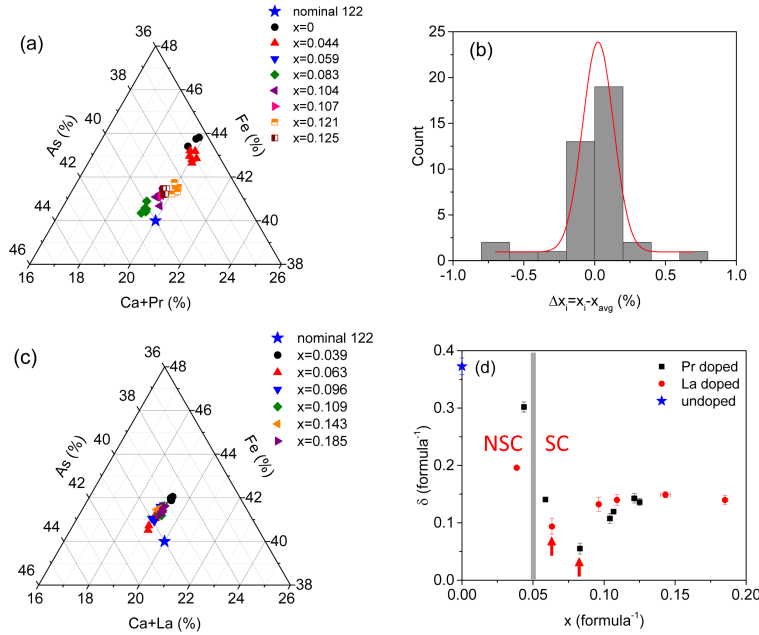 (a)
nominal 122
x=0
x=0.044
x=0.059
x=0.083
x=0.104
x=0.107
x=0.121
x=0.125
36
48
38
46
40
44
42
42
44
40
46
38
As (%)
Fe (%)
16
18
20
22
24
26
Ca+Pr (%)
(b)
25
20
15
10
5
0
Count
-1.0
-0.5
0.0
0.5
1.0
Δxi=xi-xavg (%)
(c)
nominal 122
x=0.039
x=0.063
x=0.096
x=0.109
x=0.143
x=0.185
36
48
38
46
40
44
42
42
44
40
46
38
As (%)
Fe (%)
16
18
20
22
24
26
Ca+La (%)
(d)
Pr doped
La doped
undoped
NSC
SC
0.4
0.3
0.2
0.1
0.0
δ (formula⁻¹)
0.00
0.05
0.10
0.15
0.20
x (formula⁻¹)